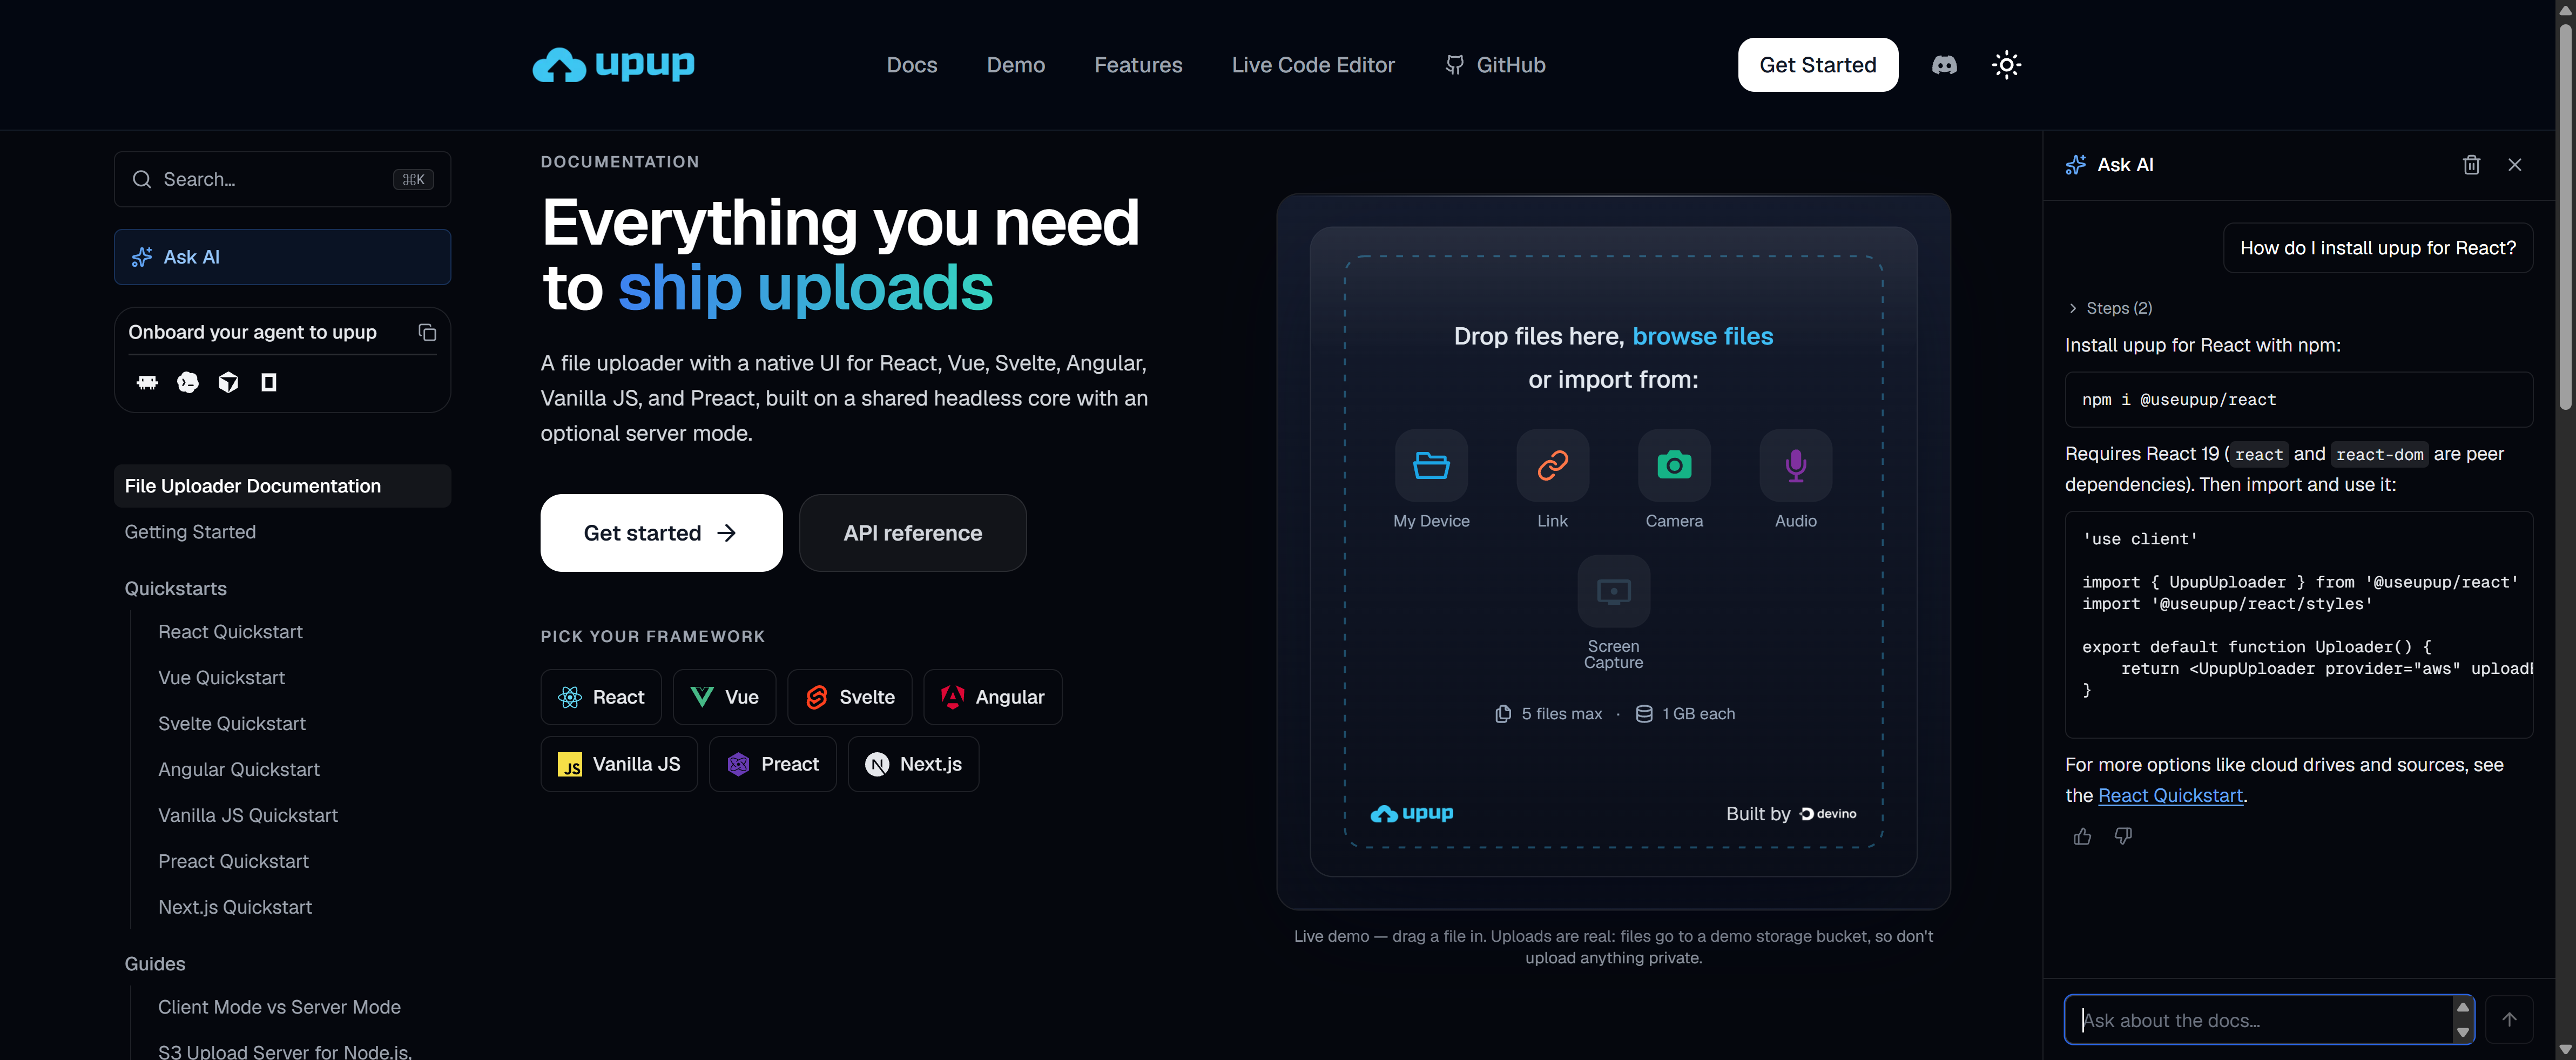 upup
Docs
Demo
Features
Live Code Editor
GitHub
Get Started
Search...
⌘K
Ask AI
Onboard your agent to upup
File Uploader Documentation
Getting Started
Quickstarts
React Quickstart
Vue Quickstart
Svelte Quickstart
Angular Quickstart
Vanilla JS Quickstart
Preact Quickstart
Next.js Quickstart
Guides
Client Mode vs Server Mode
S3 Upload Server for Node.js,
DOCUMENTATION
Everything you need
to ship uploads
A file uploader with a native UI for React, Vue, Svelte, Angular,
Vanilla JS, and Preact, built on a shared headless core with an
optional server mode.
Get started
API reference
PICK YOUR FRAMEWORK
React
Vue
Svelte
Angular
JS
Vanilla JS
Preact
N
Next.js
Drop files here, browse files
or import from:
My Device
Link
Camera
Audio
Screen
Capture
5 files max · 1 GB each
upup
Built by devino
Live demo — drag a file in. Uploads are real: files go to a demo storage bucket, so don't
upload anything private.
Ask AI
How do I install upup for React?
Steps (2)
Install upup for React with npm:
npm i @useupup/react
Requires React 19 (react and react-dom are peer
dependencies). Then import and use it:
'use client'
import { UpupUploader } from '@useupup/react'
import '@useupup/react/styles'
export default function Uploader() {
return <UpupUploader provider="aws" upload
}
For more options like cloud drives and sources, see
the React Quickstart.
Ask about the docs...